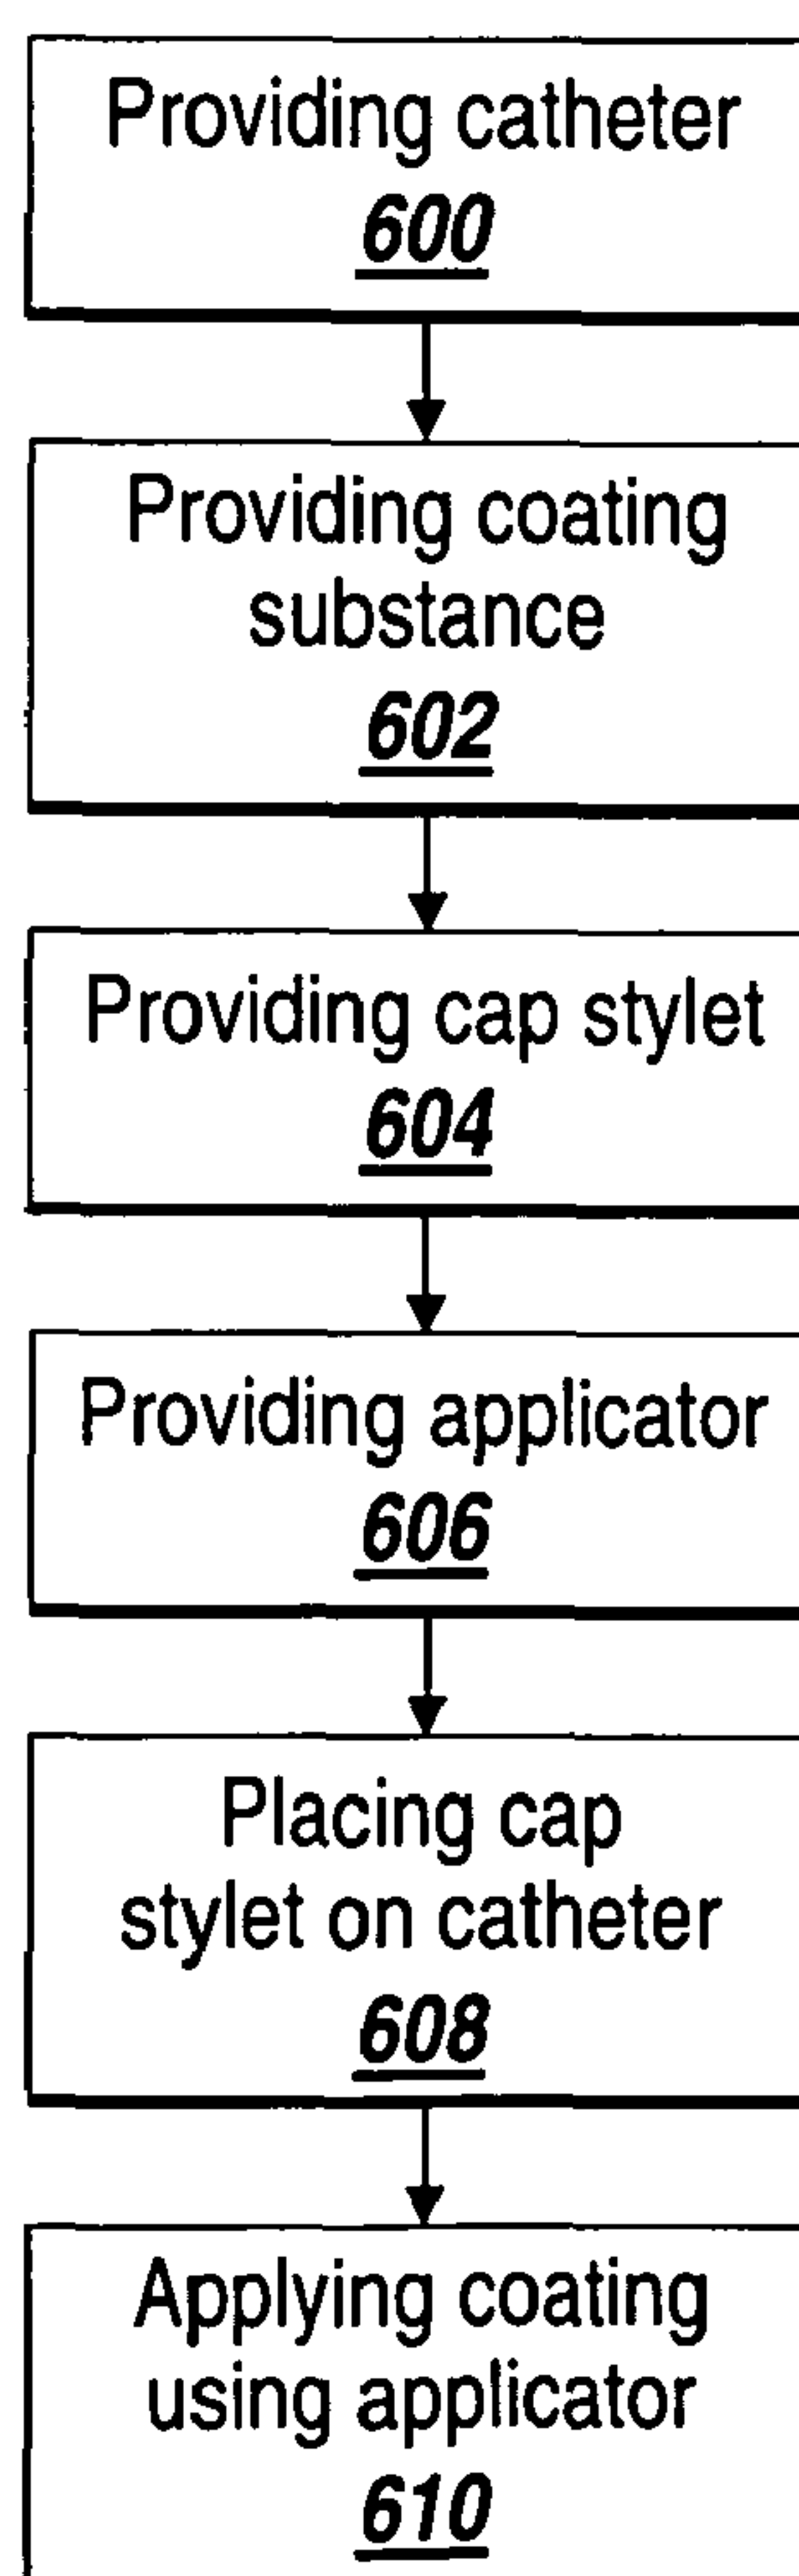 Providing catheter
600
Providing coating
substance
602
Providing cap stylet
604
Providing applicator
606
Placing cap
stylet on catheter
608
Applying coating
using applicator
610